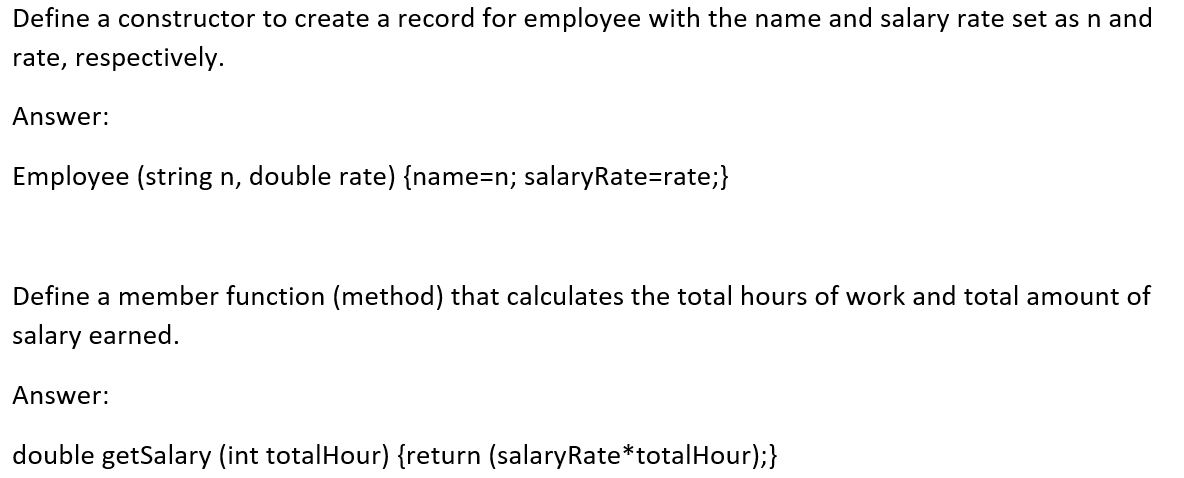 Define a constructor to create a record for employee with the name and salary rate set as n and
rate, respectively.
Answer:
Employee (string n, double rate) {name=n; salaryRate=rate;}
Define a member function (method) that calculates the total hours of work and total amount of
salary earned.
Answer:
double getSalary (int totalHour) {return (salaryRate*totalHour);}